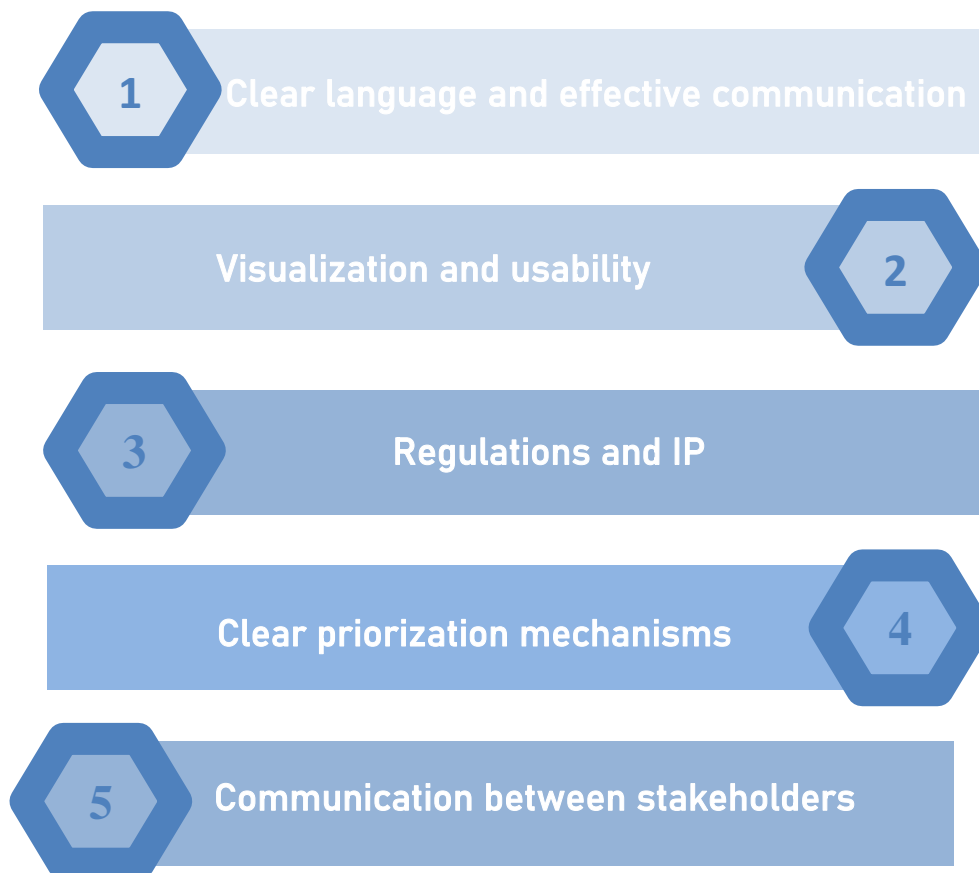 1 Clear language and effective communication
Visualization and usability 2
3 Regulations and IP
Clear priorization mechanisms 4
5 Communication between stakeholders